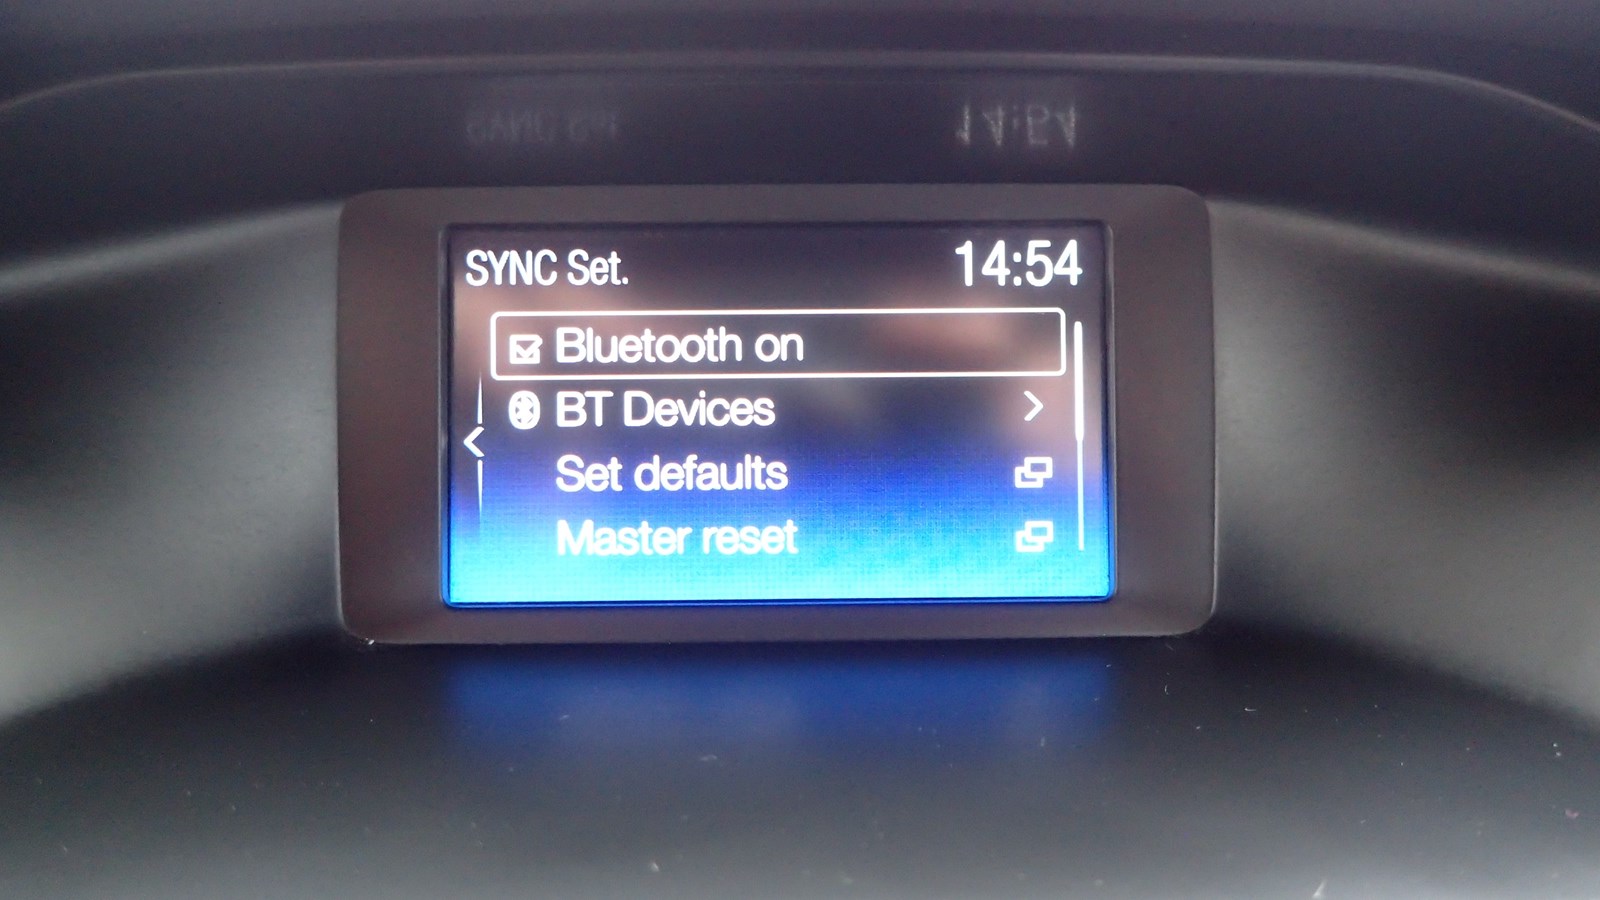 SYNC Set. 14:54
Bluetooth on
BT Devices
Set defaults
Master reset